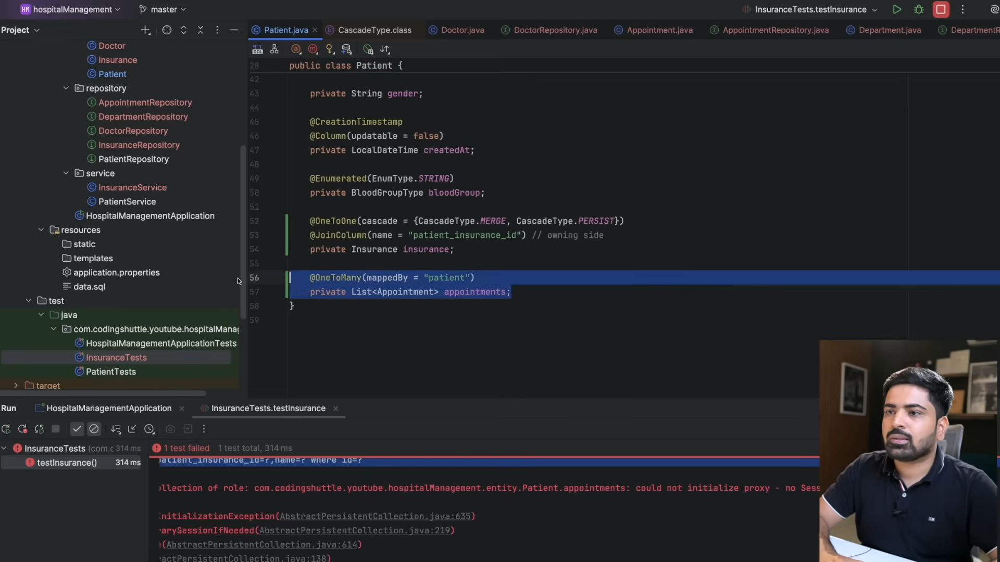 HM hospitalManagement
master
InsuranceTests.testInsurance
Project
Patient.java
CascadeType.class
Doctor.java
DoctorRepository.java
Appointment.java
AppointmentRepository.java
Department.java
DepartmentR
Doctor
Insurance
Patient
repository
AppointmentRepository
DepartmentRepository
DoctorRepository
InsuranceRepository
PatientRepository
service
InsuranceService
PatientService
HospitalManagementApplication
resources
static
templates
application.properties
data.sql
test
java
com.codingshuttle.youtube.hospitalManag
HospitalManagementApplicationTests
InsuranceTests
PatientTests
target
DDL
28 public class Patient {
42
43 private String gender;
44
45 @CreationTimestamp
46 @Column(updatable = false)
47 private LocalDateTime createdAt;
48
49 @Enumerated(EnumType.STRING)
50 private BloodGroupType bloodGroup;
51
52 @OneToOne(cascade = {CascadeType.MERGE, CascadeType.PERSIST})
53 @JoinColumn(name = "patient_insurance_id") // owning side
54 private Insurance insurance;
55
56 @OneToMany(mappedBy = "patient")
57 private List<Appointment> appointments;
58 }
59
Run
HospitalManagementApplication
InsuranceTests.testInsurance
InsuranceTests (com.c 314 ms
testInsurance() 314 ms
1 test failed 1 test total, 314 ms
patient_insurance_id=?,name=? where id=?
ollection of role: com.codingshuttle.youtube.hospitalManagement.entity.Patient.appointments: could not initialize proxy - no Sess
InitializationException(AbstractPersistentCollection.java:635)
rarySessionIfNeeded(AbstractPersistentCollection.java:219)
e(AbstractPersistentCollection.java:614)
ractPersistentCollection.java:138)